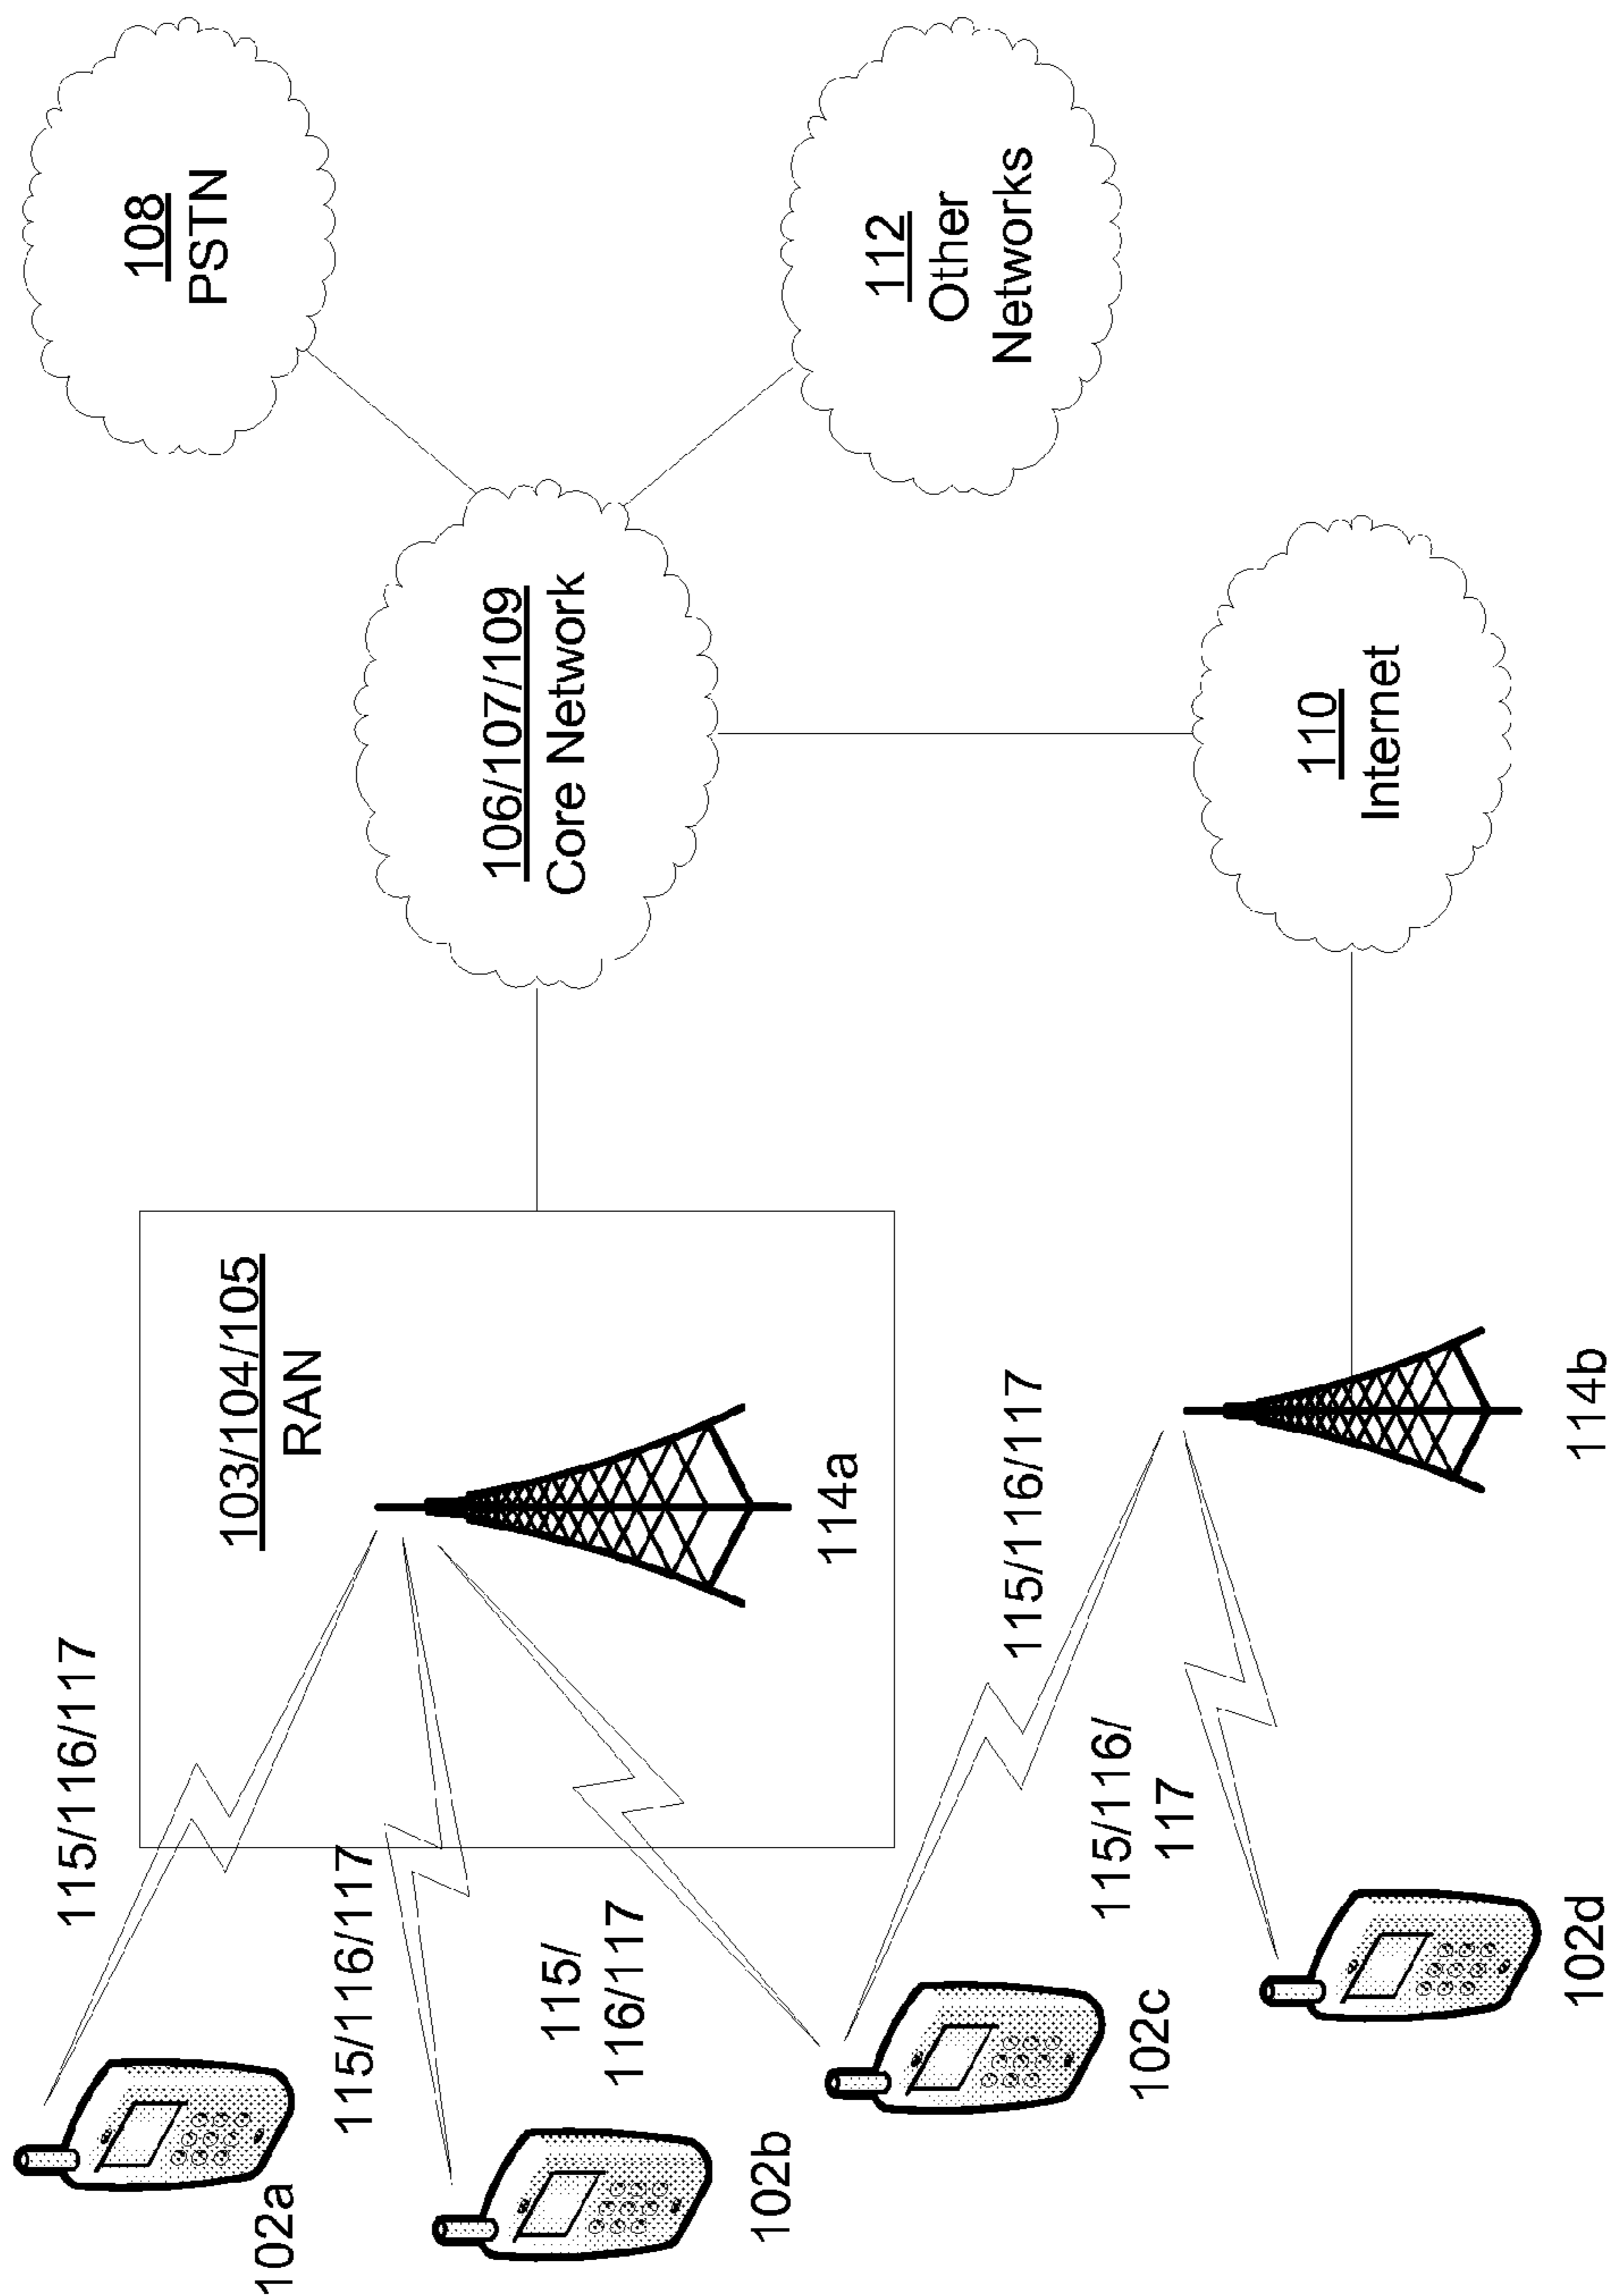 102a
115/116/117
103/104/105
RAN
108
PSTN
115/116/117
102b
115/
116/117
114a
106/107/109
Core Network
112
Other
Networks
115/116/117
102c
115/116/
117
110
Internet
102d
114b